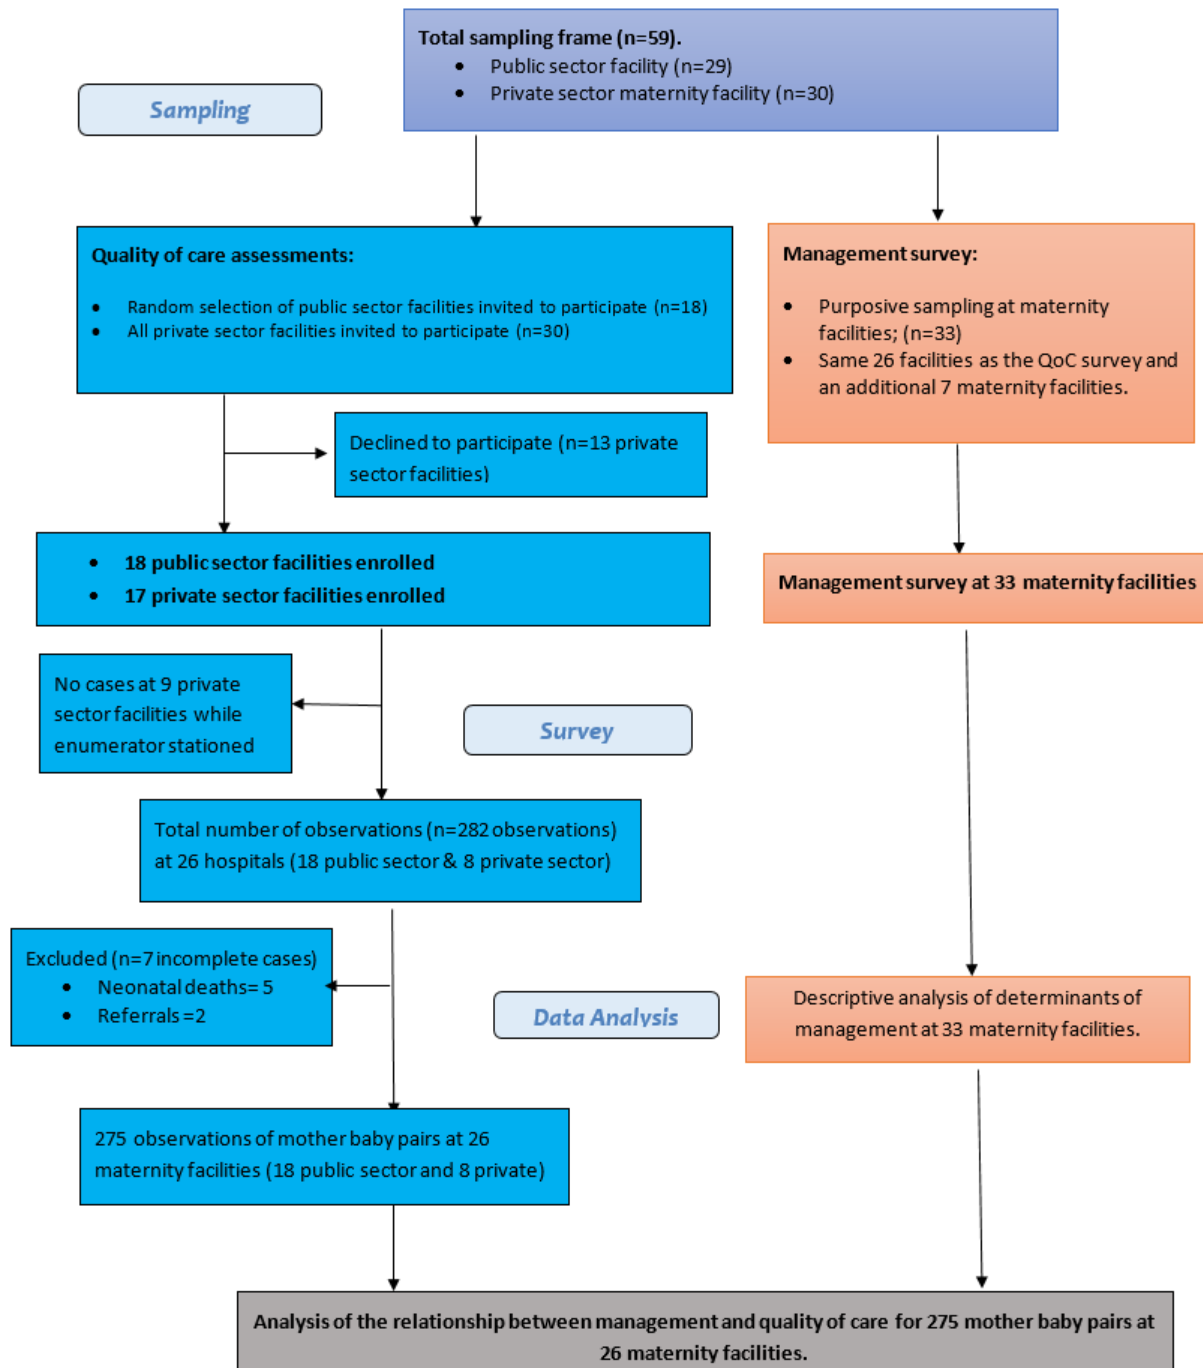 Total sampling frame (n=59).
• Public sector facility (n=29)
• Private sector maternity facility (n=30)
Sampling
Quality of care assessments:
• Random selection of public sector facilities invited to participate (n=18)
• All private sector facilities invited to participate (n=30)
Management survey:
• Purposive sampling at maternity
facilities; (n=33)
• Same 26 facilities as the QoC survey and
an additional 7 maternity facilities.
Declined to participate (n=13 private
sector facilities)
• 18 public sector facilities enrolled
• 17 private sector facilities enrolled
Management survey at 33 maternity facilities
No cases at 9 private
sector facilities while
enumerator stationed
Survey
Total number of observations (n=282 observations)
at 26 hospitals (18 public sector & 8 private sector)
Excluded (n=7 incomplete cases)
• Neonatal deaths= 5
• Referrals =2
Data Analysis
Descriptive analysis of determinants of
management at 33 maternity facilities.
275 observations of mother baby pairs at 26
maternity facilities (18 public sector and 8 private)
Analysis of the relationship between management and quality of care for 275 mother baby pairs at
26 maternity facilities.